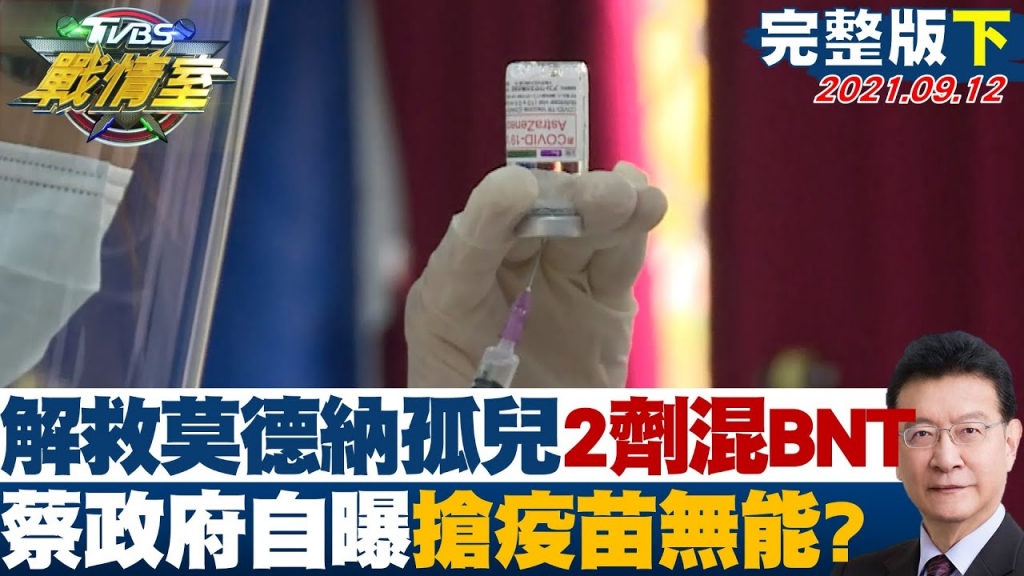 TVBS
戰情室
完整版下
2021.09.12
COVID-19
AstraZene
解救莫德納孤兒2劑混BNT
蔡政府自曝搶疫苗無能?